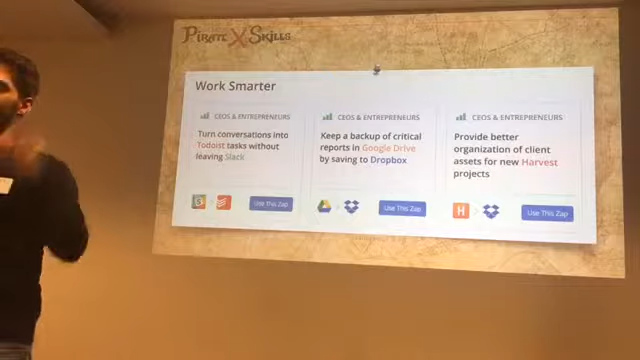 PIRATE X SKILLS
Work Smarter
CEOS & ENTREPRENEURS
Turn conversations into
Todoist tasks without
leaving Slack
Use This Zap
CEOS & ENTREPRENEURS
Keep a backup of critical
reports in Google Drive
by saving to Dropbox
Use This Zap
CEOS & ENTREPRENEURS
Provide better
organization of client
assets for new Harvest
projects
H
Use This Zap